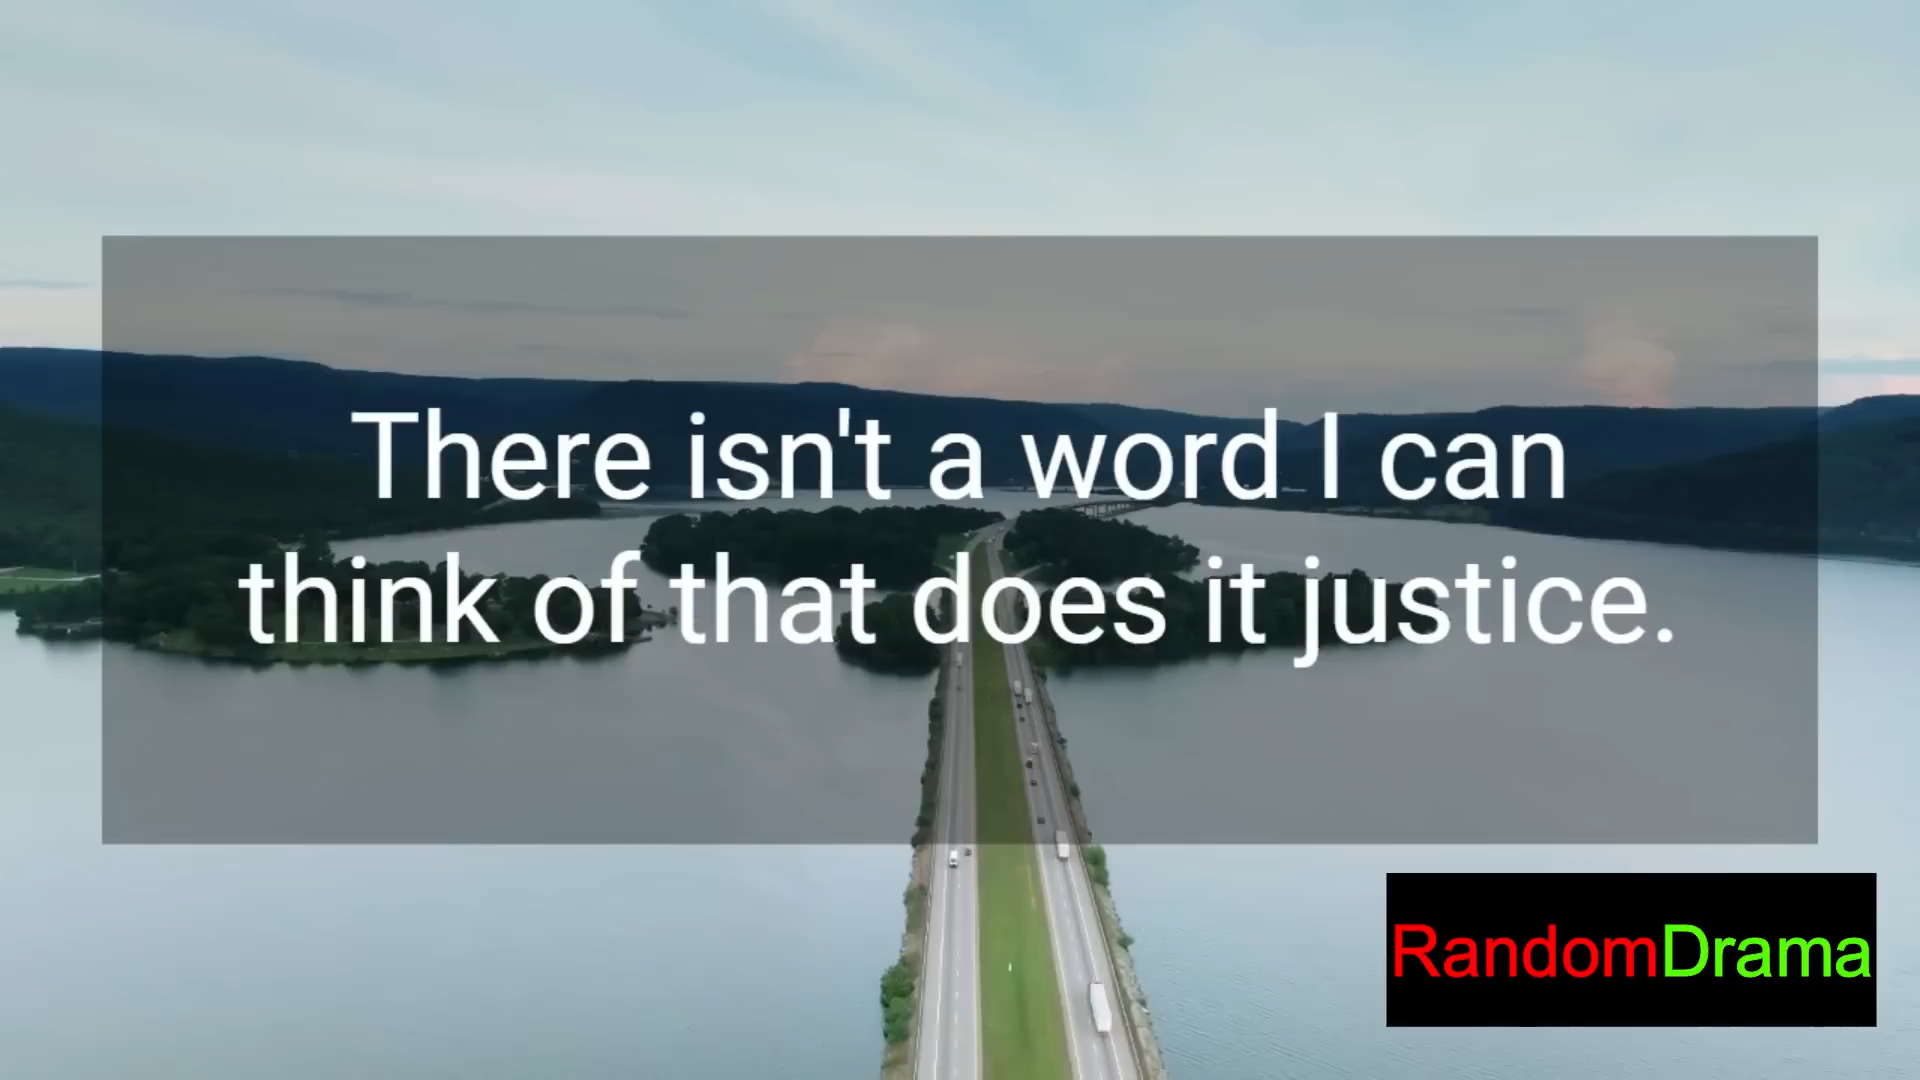 There isn't a word I can
think of that does it justice.
RandomDrama